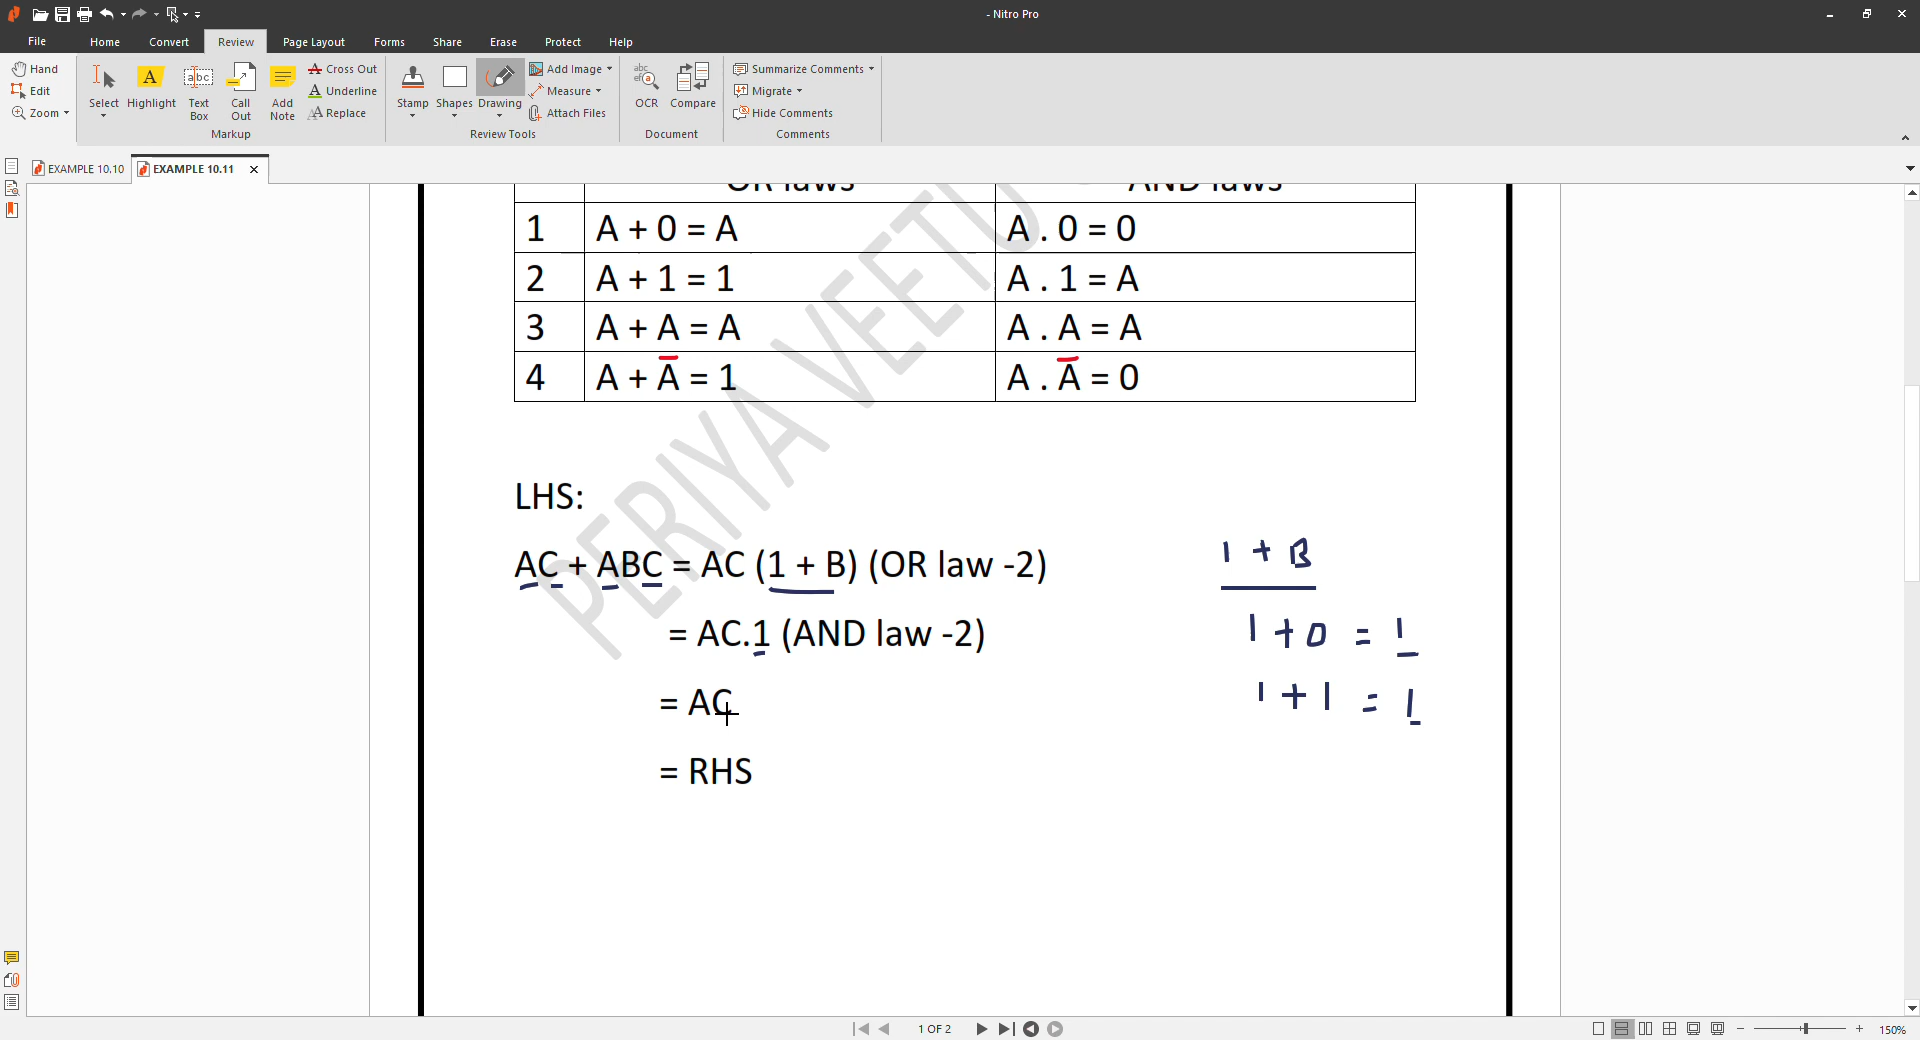 - Nitro Pro
File Home Convert Review Page Layout Forms Share Erase Protect Help
Hand
Edit
Zoom
Select
Highlight
Text Box
Call Out
Add Note
Cross Out
Underline
Replace
Markup
Stamp
Shapes
Drawing
Add Image
Measure
Attach Files
Review Tools
OCR
Compare
Document
Summarize Comments
Migrate
Hide Comments
Comments
EXAMPLE 10.10 EXAMPLE 10.11
OR laws AND laws
1 A + 0 = A A . 0 = 0
2 A + 1 = 1 A . 1 = A
3 A + A = A A . A = A
4 A + A̅ = 1 A . A̅ = 0
PERIYA VEETU
LHS:
AC + ABC = AC (1 + B) (OR law -2)
= AC.1 (AND law -2)
= AC
= RHS
1 + B
1 + 0 = 1
1 + 1 = 1
1 OF 2
150%